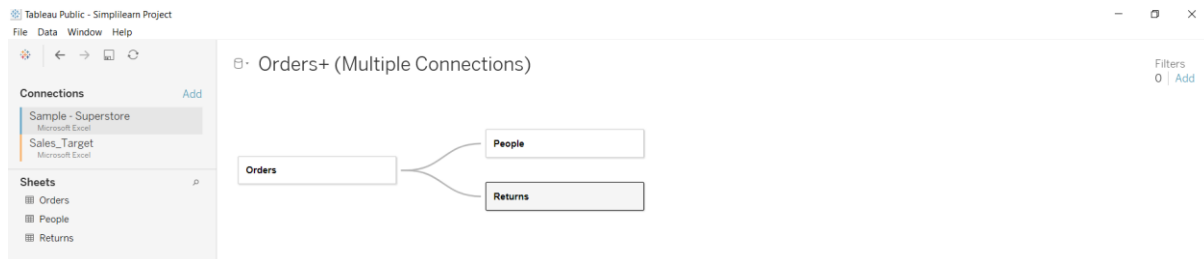 Tableau Public - Simplilearn Project
File Data Window Help
Orders+ (Multiple Connections)
Filters
0 | Add
Connections Add
Sample - Superstore
Microsoft Excel
Sales_Target
Microsoft Excel
Sheets
Orders
People
Returns
Orders
People
Returns